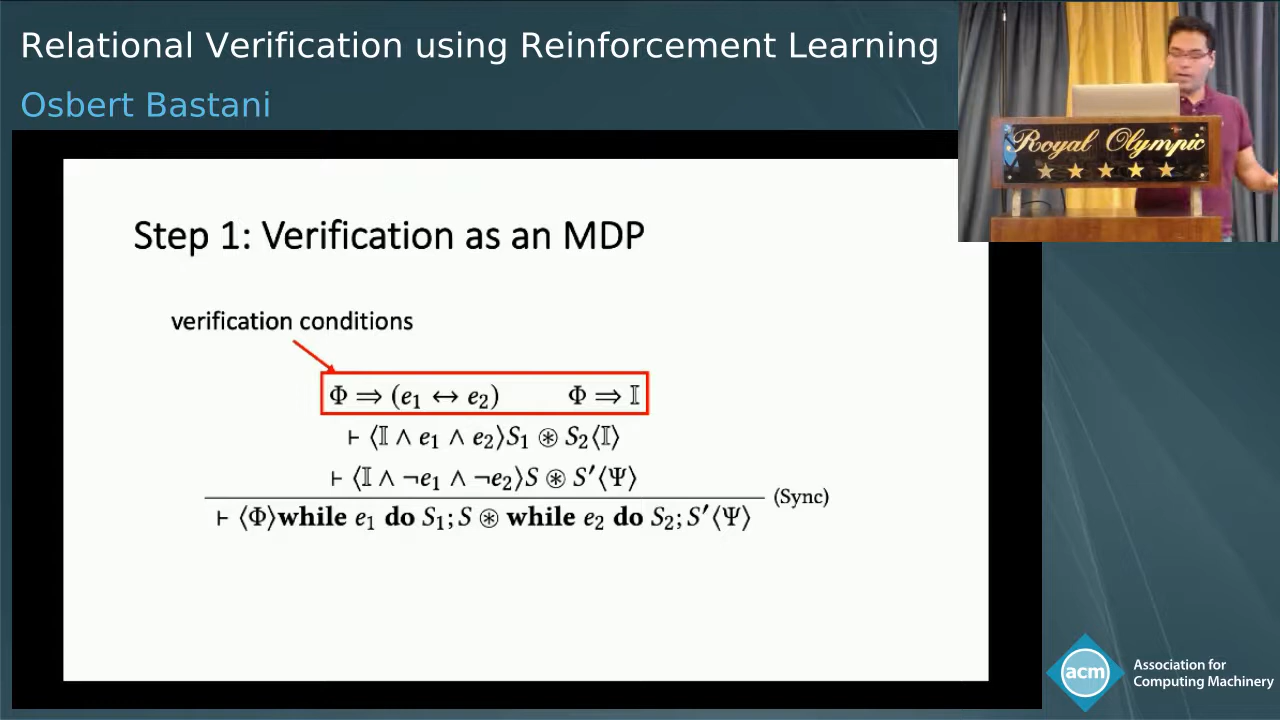 Relational Verification using Reinforcement Learning
Osbert Bastani
Royal Olympic
Step 1: Verification as an MDP
verification conditions
Φ ⟹ (e₁ ↔ e₂) Φ ⟹ 𝕀
⊢ ⟨𝕀 ∧ e₁ ∧ e₂⟩S₁ ⊛ S₂⟨𝕀⟩
⊢ ⟨𝕀 ∧ ¬e₁ ∧ ¬e₂⟩S ⊛ S′⟨Ψ⟩
(Sync)
⊢ ⟨Φ⟩while e₁ do S₁; S ⊛ while e₂ do S₂; S′⟨Ψ⟩
acm
Association for
Computing Machinery